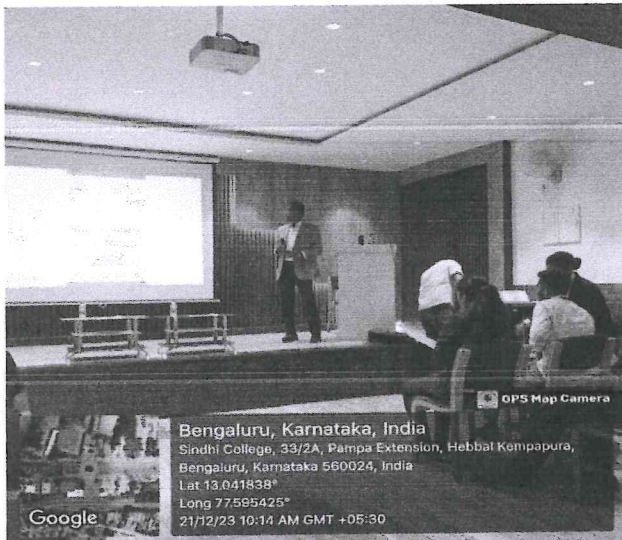 GPS Map Camera
Bengaluru, Karnataka, India
Sindhi College, 33/2A, Pampa Extension, Hebbal Kempapura,
Bengaluru, Karnataka 560024, India
Lat 13.041838°
Long 77.595425°
21/12/23 10:14 AM GMT +05:30
Google